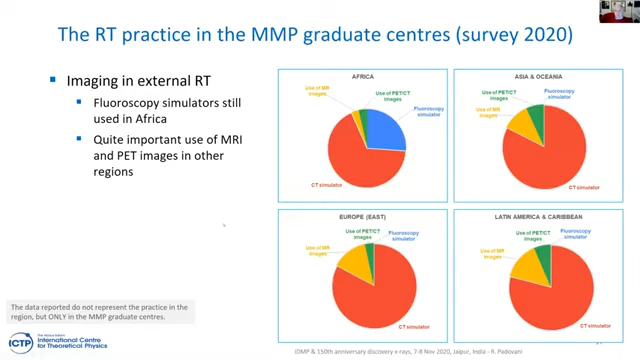 The RT practice in the MMP graduate centres (survey 2020)
Imaging in external RT
Fluoroscopy simulators still
used in Africa
Quite important use of MRI
and PET images in other
regions
AFRICA
Use of MR
images
Use of PET/CT
images
Fluoroscopy
simulator
CT simulator
ASIA & OCEANIA
Use of PET/CT
images
Fluoroscopy
simulator
Use of MR
images
CT simulator
EUROPE (EAST)
Use of PET/CT
images
Fluoroscopy
simulator
Use of MR
images
CT simulator
LATIN AMERICA & CARIBBEAN
Use of PET/CT
images
Fluoroscopy
simulator
Use of MR
images
CT simulator
The data reported do not represent the practice in the
region, but ONLY in the MMP graduate centres.
ICTP
International Centre
for Theoretical Physics
IDMP & 150th anniversary discovery x-rays, 7-8 Nov 2020, Jaipur, India - R. Padovani